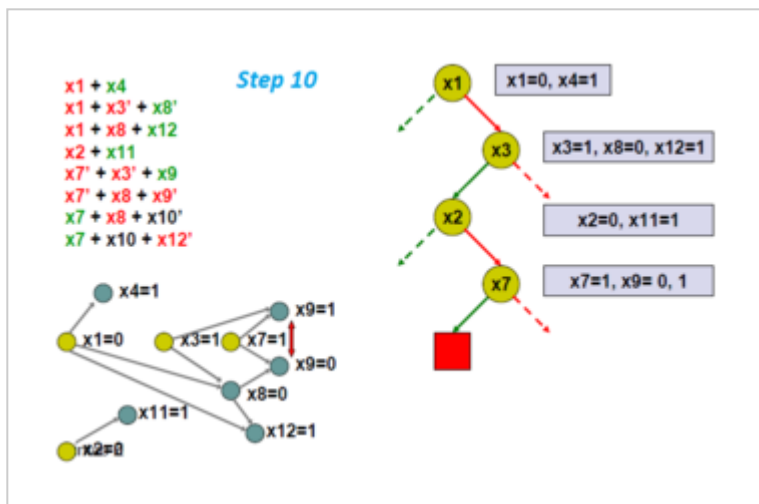 Step 10
x1 + x4
x1 + x3' + x8'
x1 + x8 + x12
x2 + x11
x7' + x3' + x9
x7' + x8 + x9'
x7 + x8 + x10'
x7 + x10 + x12'
x1
x1=0, x4=1
x3
x3=1, x8=0, x12=1
x2
x2=0, x11=1
x7
x7=1, x9= 0, 1
x4=1
x9=1
x1=0
x3=1
x7=1
x9=0
x8=0
x11=1
x12=1